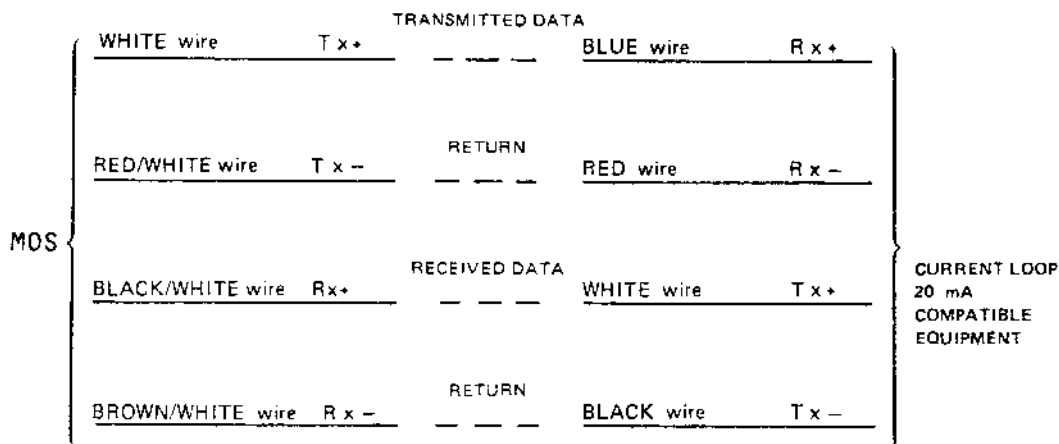 TRANSMITTED DATA
WHITE wire Tx+ BLUE wire Rx+
RETURN
RED/WHITE wire Tx – RED wire Rx –
MOS
RECEIVED DATA
BLACK/WHITE wire Rx+ WHITE wire Tx+
CURRENT LOOP
20 mA
COMPATIBLE
EQUIPMENT
RETURN
BROWN/WHITE wire Rx – BLACK wire Tx –